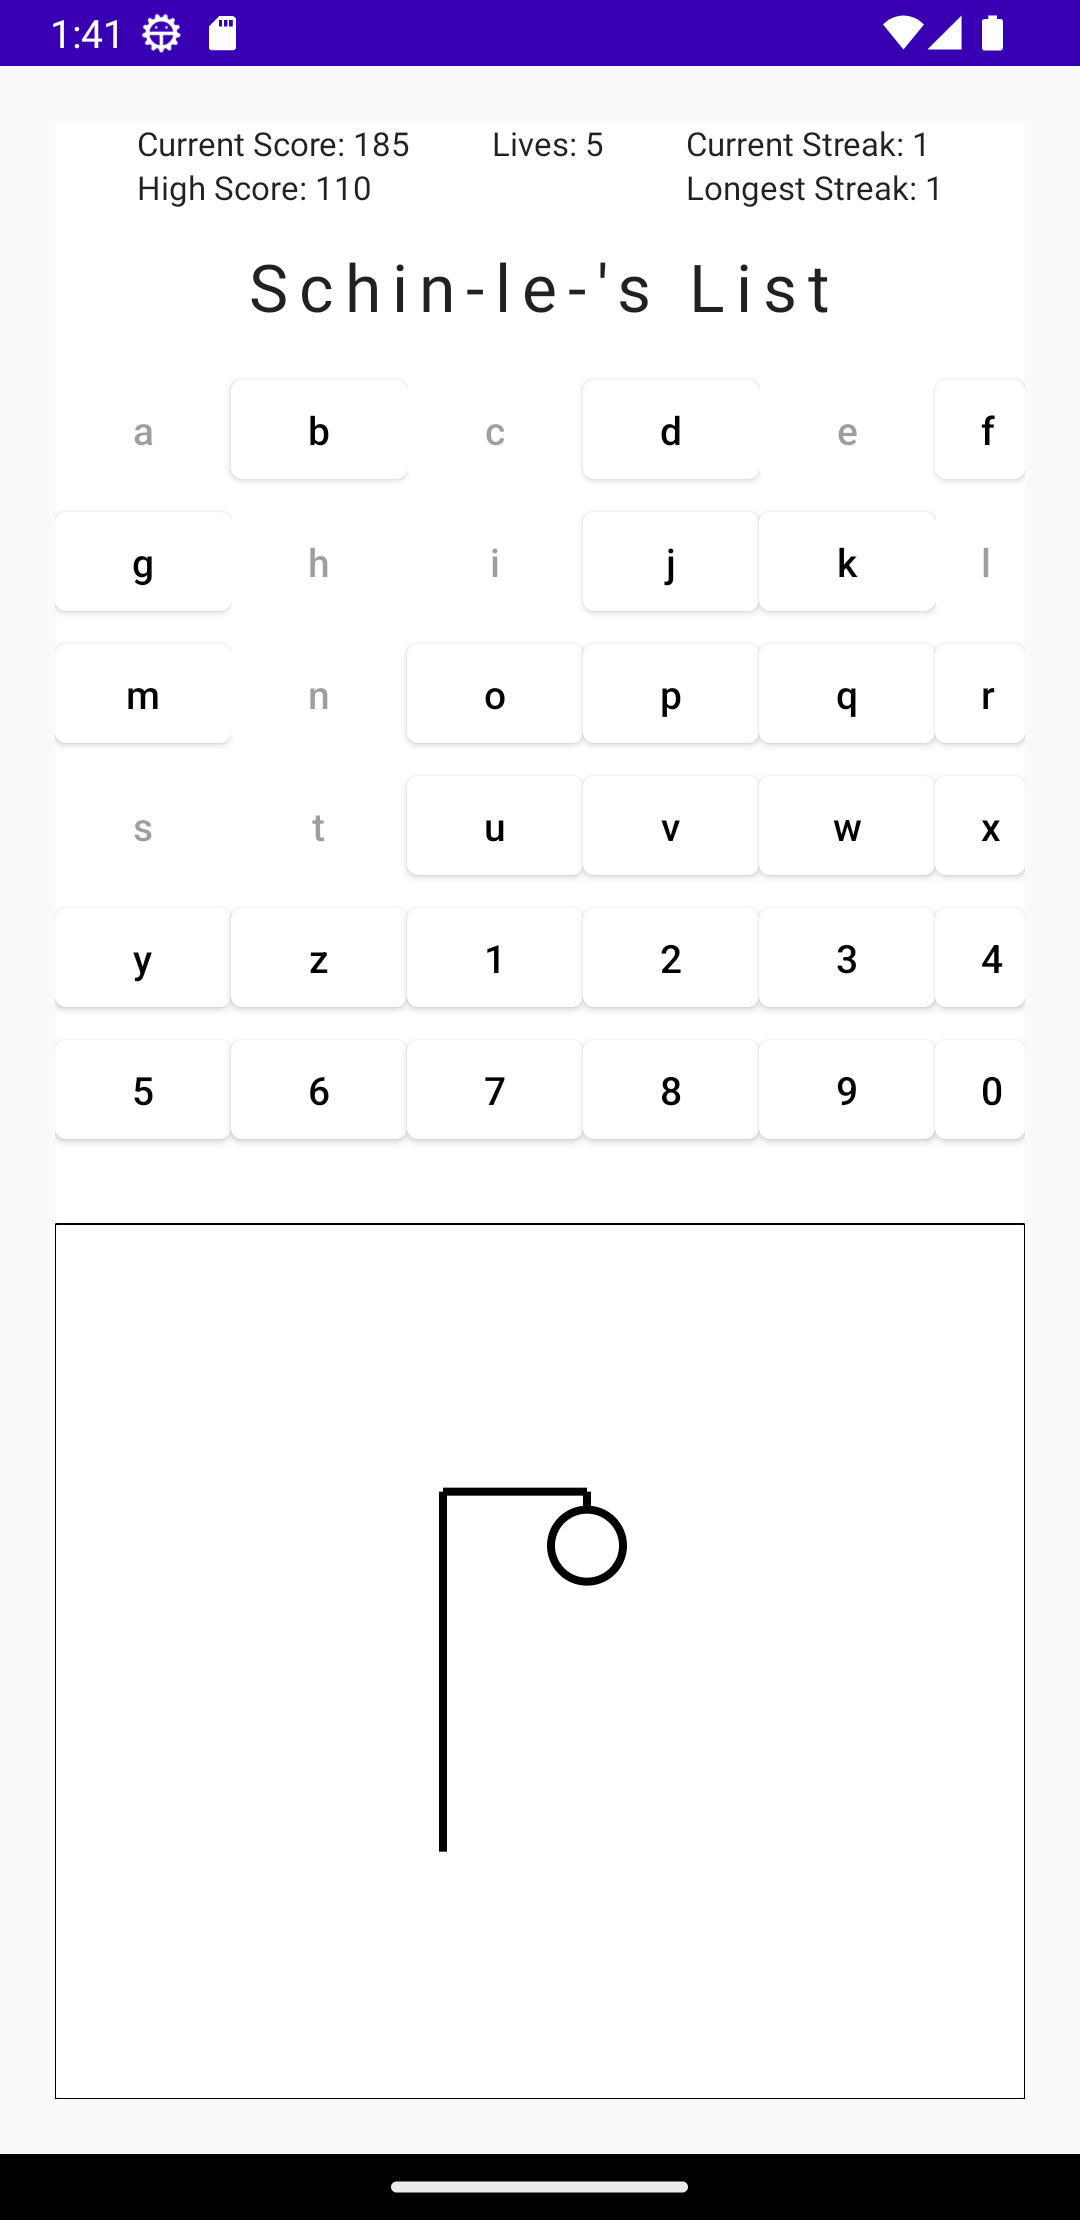 1:41
Current Score: 185 Lives: 5 Current Streak: 1
High Score: 110 Longest Streak: 1
Schin-le-'s List
a b c d e f
g h i j k l
m n o p q r
s t u v w x
y z 1 2 3 4
5 6 7 8 9 0